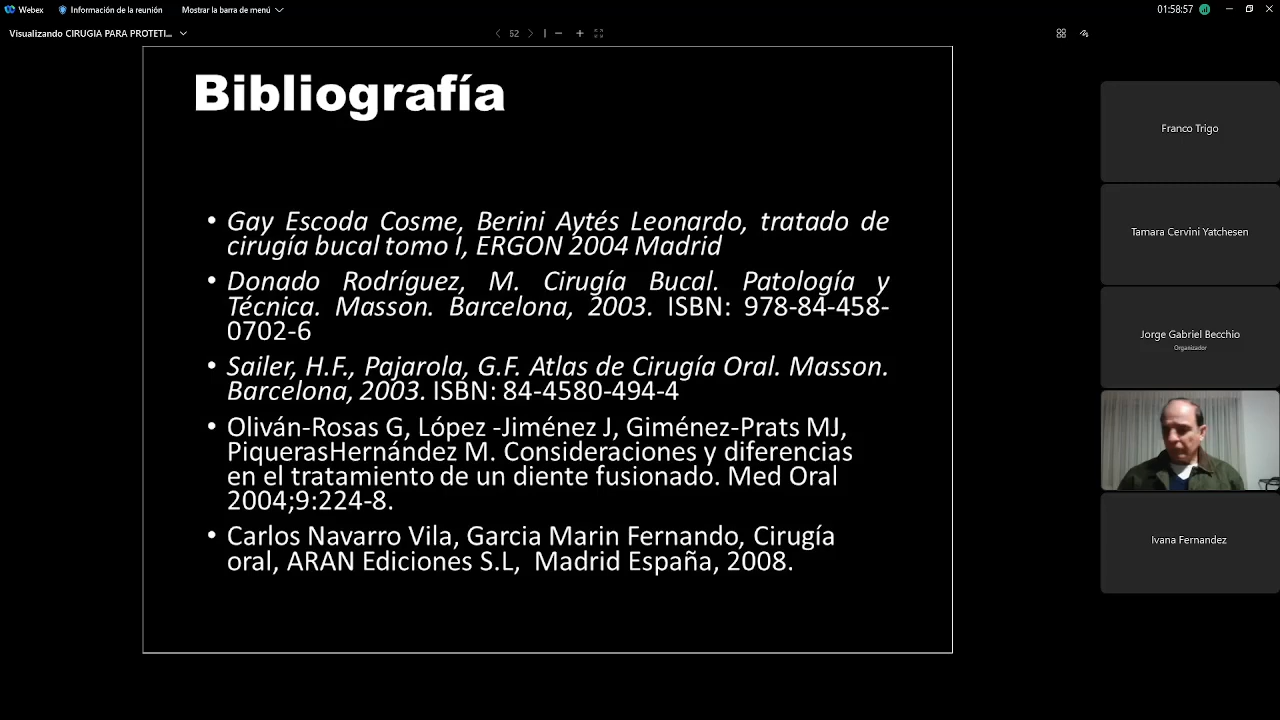 Webex
Información de la reunión
Mostrar la barra de menú
01:58:57
Visualizando CIRUGIA PARA PROTETI...
52
Bibliografía
• Gay Escoda Cosme, Berini Aytés Leonardo, tratado de
cirugía bucal tomo I, ERGON 2004 Madrid
• Donado Rodríguez, M. Cirugía Bucal. Patología y
Técnica. Masson. Barcelona, 2003. ISBN: 978-84-458-
0702-6
• Sailer, H.F., Pajarola, G.F. Atlas de Cirugía Oral. Masson.
Barcelona, 2003. ISBN: 84-4580-494-4
• Oliván-Rosas G, López -Jiménez J, Giménez-Prats MJ,
PiquerasHernández M. Consideraciones y diferencias
en el tratamiento de un diente fusionado. Med Oral
2004;9:224-8.
• Carlos Navarro Vila, Garcia Marin Fernando, Cirugía
oral, ARAN Ediciones S.L,  Madrid España, 2008.
Franco Trigo
Tamara Cervini Yatchesen
Jorge Gabriel Becchio
Organizador
Ivana Fernandez